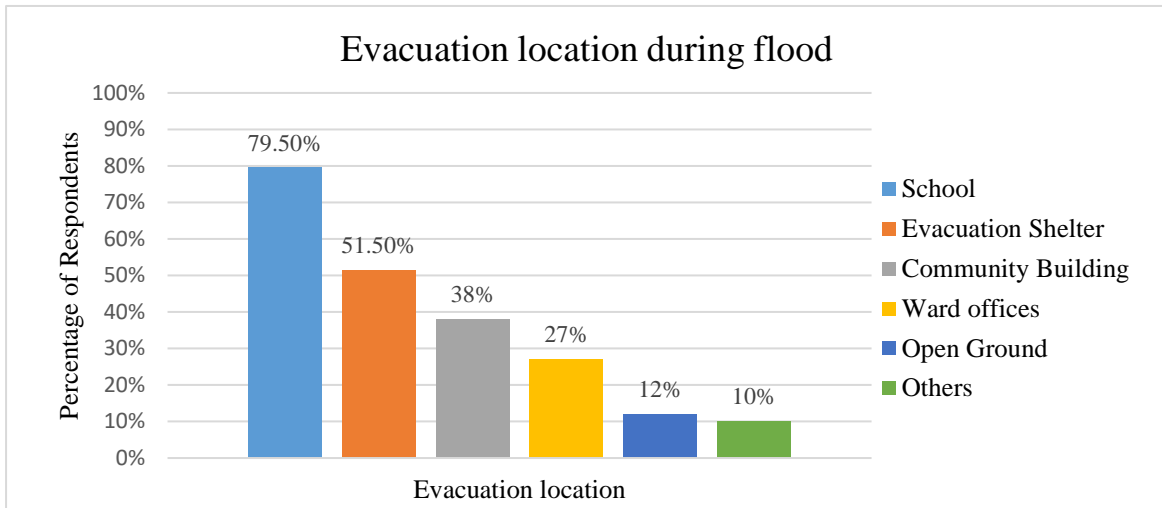 Evacuation location during flood
Percentage of Respondents
100%
90%
80%
70%
60%
50%
40%
30%
20%
10%
0%
79.50%
51.50%
38%
27%
12%
10%
Evacuation location
School
Evacuation Shelter
Community Building
Ward offices
Open Ground
Others